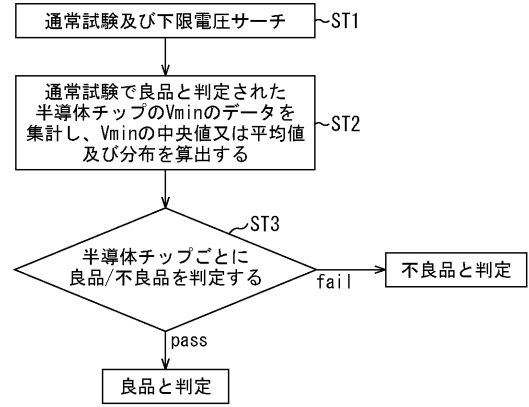 通常試験及び下限電圧サーチ
ST1
通常試験で良品と判定された
半導体チップのVminのデータを
集計し、Vminの中央値又は平均値
及び分布を算出する
ST2
ST3
半導体チップごとに
良品/不良品を判定する
fail
不良品と判定
pass
良品と判定